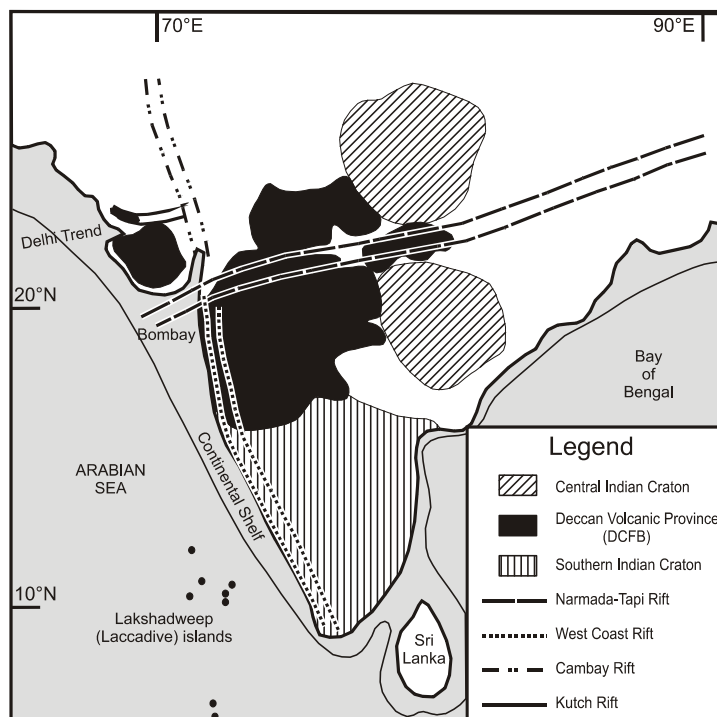 70°E
90°E
Delhi Trend
20°N
Bombay
Bay
of
Bengal
ARABIAN
SEA
Continental Shelf
10°N
Lakshadweep
(Laccadive) islands
Sri
Lanka
Legend
Central Indian Craton
Deccan Volcanic Province
(DCFB)
Southern Indian Craton
Narmada-Tapi Rift
West Coast Rift
Cambay Rift
Kutch Rift